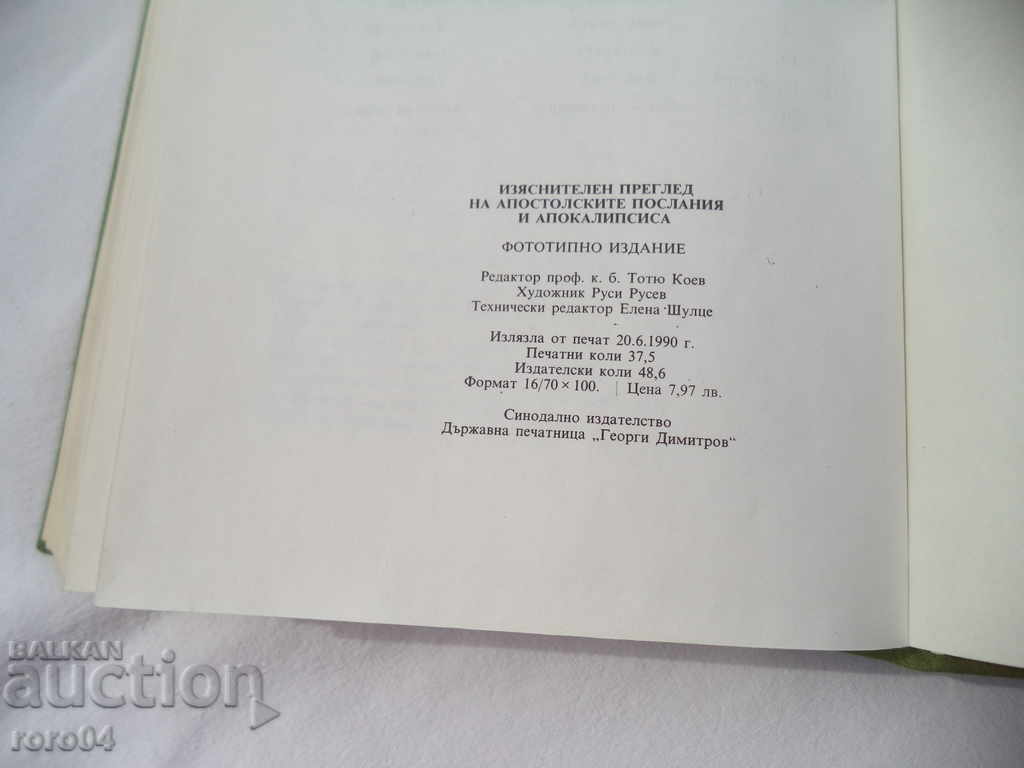 ИЗЯСНИТЕЛЕН ПРЕГЛЕД
НА АПОСТОЛСКИТЕ ПОСЛАНИЯ
И АПОКАЛИПСИСА
ФОТОТИПНО ИЗДАНИЕ
Редактор проф. к. б. Тотю Коев
Художник Руси Русев
Технически редактор Елена Шулце
Излязла от печат 20.6.1990 г.
Печатни коли 37,5
Издателски коли 48,6
Формат 16/70 × 100. | Цена 7,97 лв.
Синодално издателство
Държавна печатница „Георги Димитров“
BALKAN
auction
roro04